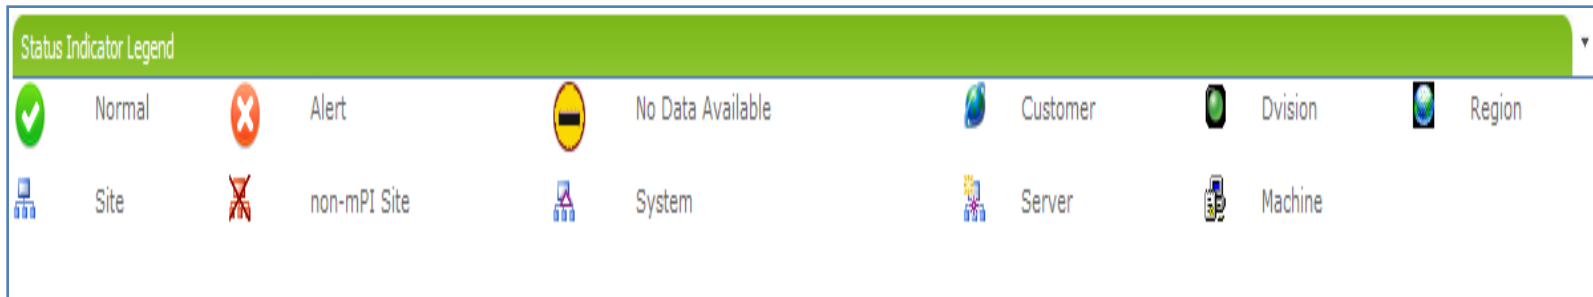 Status Indicator Legend
Normal Alert No Data Available Customer Dvision Region
Site non-mPI Site System Server Machine